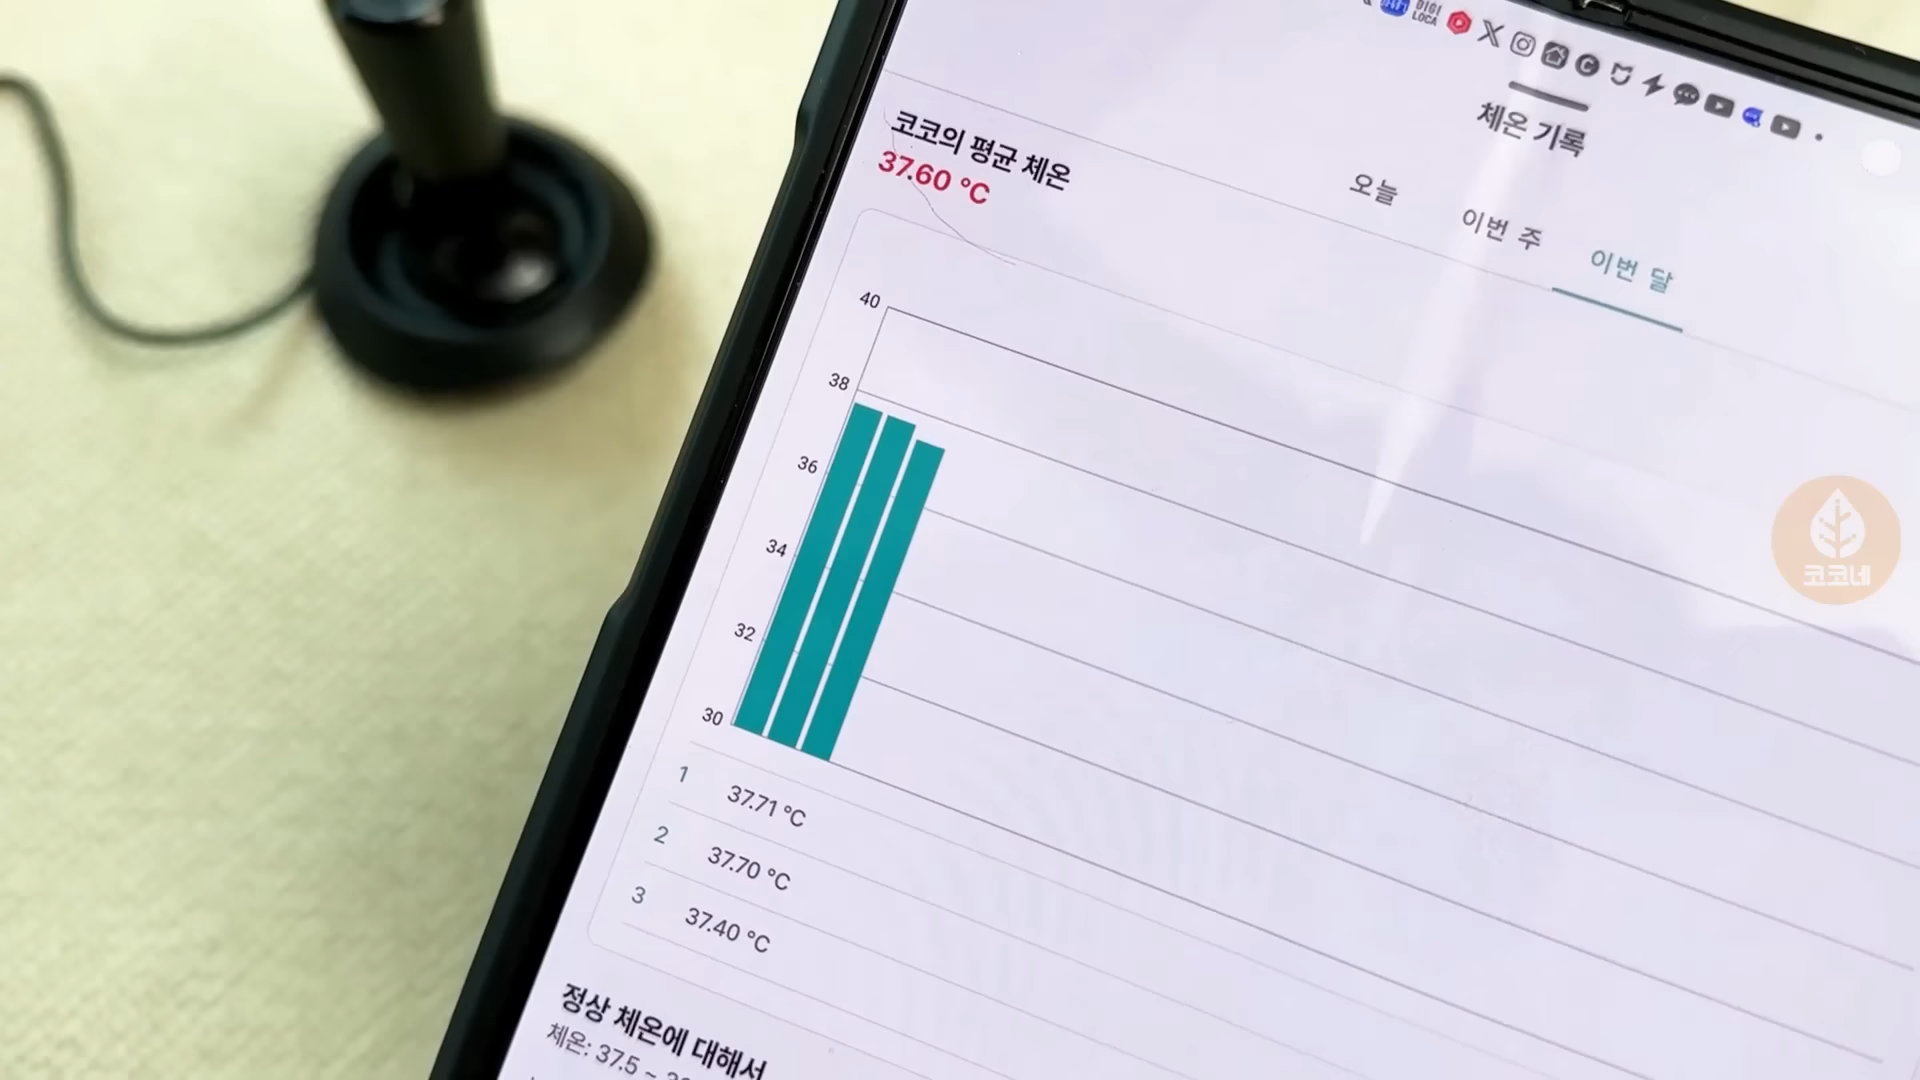 DIGI
LOCA
체온 기록
코코의 평균 체온
37.60 °C
오늘
이번 주
이번 달
40
38
36
34
32
30
1 37.71 °C
2 37.70 °C
3 37.40 °C
정상 체온에 대해서
체온: 37.5 ~
코코네